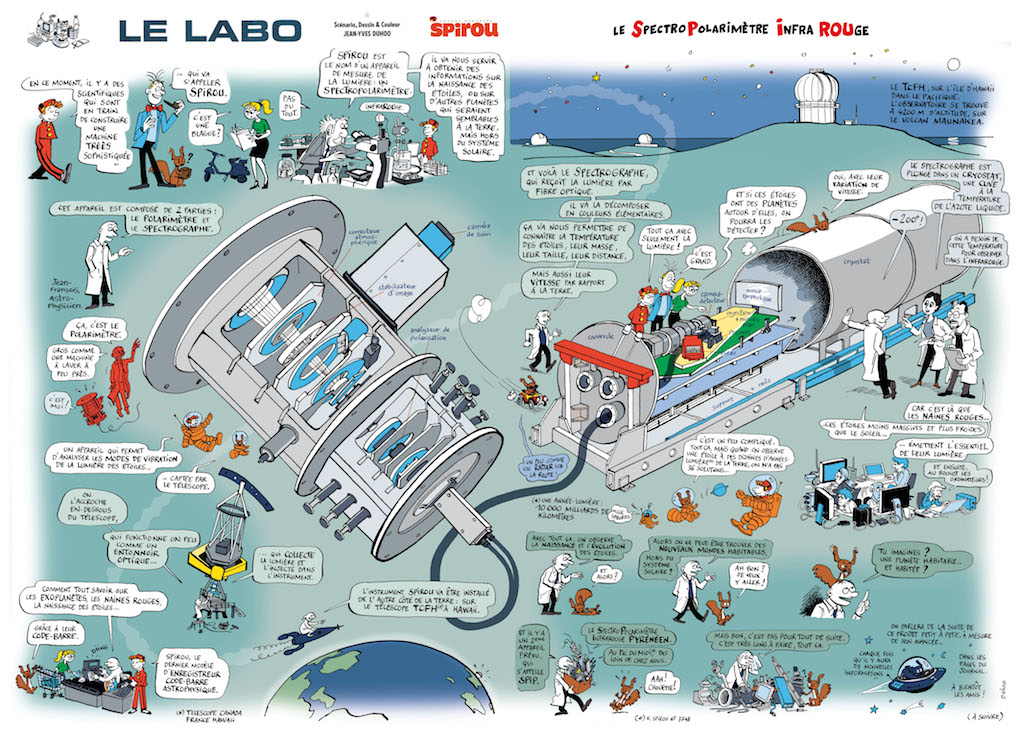 LE LABO
Scénario, Dessin & Couleur
JEAN-YVES DUHOO
SPIROU
LE SPECTROPOLARIMÈTRE INFRA ROUGE
EN CE MOMENT, IL Y A DES
SCIENTIFIQUES
QUI SONT
EN TRAIN
DE CONSTRUIRE
UNE
MACHINE
TRÈÈS
SOPHISTIQUÉE...
... QUI VA
S'APPELER
SPIROU.
C'EST
UNE
BLAGUE?
PAS
DU
TOUT.
SPIROU EST
LE NOM D'UN APPAREIL
DE MESURE DE
LA LUMIÈRE: UN
SPECTROPOLARIMÈTRE
INFRAROUGE.
IL VA NOUS SERVIR
À OBTENIR DES
INFORMATIONS SUR
LA NAISSANCE DES
ÉTOILES, OU SUR
D'AUTRES PLANÈTES
QUI SERAIENT
SEMBLABLES
À LA TERRE,
MAIS HORS
DU SYSTÈME
SOLAIRE.
LE TCFH, SUR L'ÎLE D'HAWAII
DANS LE PACIFIQUE.
L'OBSERVATOIRE SE TROUVE
À 4200 M D'ALTITUDE, SUR
LE VOLCAN MAUNAKEA.
CET APPAREIL EST COMPOSÉ DE 2 PARTIES:
LE POLARIMÈTRE ET
LE SPECTROGRAPHE.
Jean-
François,
Astro-
Physicien.
correcteur
atmos-
phérique
caméra
de suivi
stabilisateur
d'image
analyseur de
polarisation
ÇA, C'EST LE
POLARIMÈTRE.
GROS COMME
UNE MACHINE
À LAVER À
PEU PRÈS.
C'EST
MOI!
UN APPAREIL QUI PERMET
D'ANALYSER LES MODES DE VIBRATION
DE LA LUMIÈRE DES ÉTOILES...
... CAPTÉE PAR
LE TÉLESCOPE.
ON
L'ACCROCHE
EN-DESSOUS
DU TÉLESCOPE,
QUI FONCTIONNE UN PEU
COMME UN
ENTONNOIR
OPTIQUE...
... QUI COLLECTE
LA LUMIÈRE ET
L'INJECTE DANS
L'INSTRUMENT.
COMMENT TOUT SAVOIR SUR
LES EXOPLANÈTES, LES NAINES ROUGES,
LA NAISSANCE DES ÉTOILES...
GRÂCE À LEUR
CODE-BARRE.
DING
SPIROU, LE
DERNIER MODÈLE
D'ENREGISTREUR
CODE-BARRE
ASTROPHYSIQUE.
L'INSTRUMENT SPIROU VA ÊTRE INSTALLÉ
DE L'AUTRE CÔTÉ DE LA TERRE: SUR
LE TÉLESCOPE TCFH(*) À HAWAÏI.
(*) TELESCOPE CANADA
FRANCE HAWAII
ET VOILÀ LE SPECTROGRAPHE,
QUI REÇOIT LA LUMIÈRE PAR
FIBRE OPTIQUE.
IL VA LA DÉCOMPOSER
EN COULEURS ÉLÉMENTAIRES.
ÇA VA NOUS PERMETTRE DE
CONNAÎTRE LA TEMPÉRATURE
DES ÉTOILES, LEUR MASSE,
LEUR TAILLE, LEUR DISTANCE,
MAIS AUSSI LEUR
VITESSE PAR RAPPORT
À LA TERRE.
TOUT ÇA AVEC
SEULEMENT LA
LUMIÈRE!
C'EST
GRAND.
ET SI CES ÉTOILES
ONT DES PLANÈTES
AUTOUR D'ELLES, ON
POURRA LES
DÉTECTER?
OUI, AVEC LEUR
VARIATION DE
VITESSE.
LE SPECTROGRAPHE EST
PLONGÉ DANS UN CRYOSTAT,
UNE CUVE
À LA
TEMPÉRATURE
DE L'AZOTE LIQUIDE.
-200°!
ON A BESOIN DE
CETTE TEMPÉRATURE
POUR OBSERVER
DANS L'INFRAROUGE.
cryostat
caméra-
détecteur
injection
couvercle
support
rails
UN PEU COMME
UN RADAR SUR
LA ROUTE!
CAR C'EST LÀ QUE
LES NAINES ROUGES...
CES ÉTOILES MOINS MASSIVES ET PLUS FROIDES
QUE LE SOLEIL...
... ÉMETTENT L'ESSENTIEL
DE LEUR LUMIÈRE.
ET ENSUITE,
AU BOULOT LES
ORDINATEURS!
C'EST UN PEU COMPLIQUÉ,
TOUT ÇA, MAIS QUAND ON OBSERVE
UNE ÉTOILE À DES DIZAINES D'ANNÉES-
LUMIÈRE(*) DE LA TERRE, ON N'A PAS
36 SOLUTIONS...
(*) UNE ANNÉE-LUMIÈRE:
10 000 MILLIARDS DE
KILOMÈTRES
MILLE
SABORDS
AVEC TOUT ÇA, ON OBSERVE
LA NAISSANCE ET L'ÉVOLUTION
DES ÉTOILES.
ET
ALORS?
ALORS ON VA PEUT-ÊTRE TROUVER DES
NOUVEAUX MONDES HABITABLES,
HORS DU
SYSTÈME
SOLAIRE!
AH BON?
JE VEUX
Y ALLER!
TU IMAGINES?
UNE PLANÈTE HABITABLE...
ET HABITÉE?
ET IL Y A
UN 2ÈME
APPAREIL
PRÉVU,
QUI
S'APPELLE
SPIP.
LE SPECTROPOLARIMÈTRE
INFRAROUGE PYRÉNÉEN.
AU PIC DU MIDI(*), PAS
LOIN DE CHEZ NOUS.
AAH!
CHOUETTE!
(*) V. SPIROU N° 3748
MAIS BON, C'EST PAS POUR TOUT DE SUITE.
C'EST TRÈS LONG À FAIRE, TOUT ÇA.
ON PARLERA DE LA SUITE DE
CE PROJET PETIT À PETIT, À MESURE
DE SON AVANCÉE.
CHAQUE FOIS
QU'IL Y AURA
DE NOUVELLES
INFORMATIONS
DANS LES
PAGES DU
JOURNAL.
À BIENTÔT
LES AMIS!
DUHOO
(À SUIVRE)